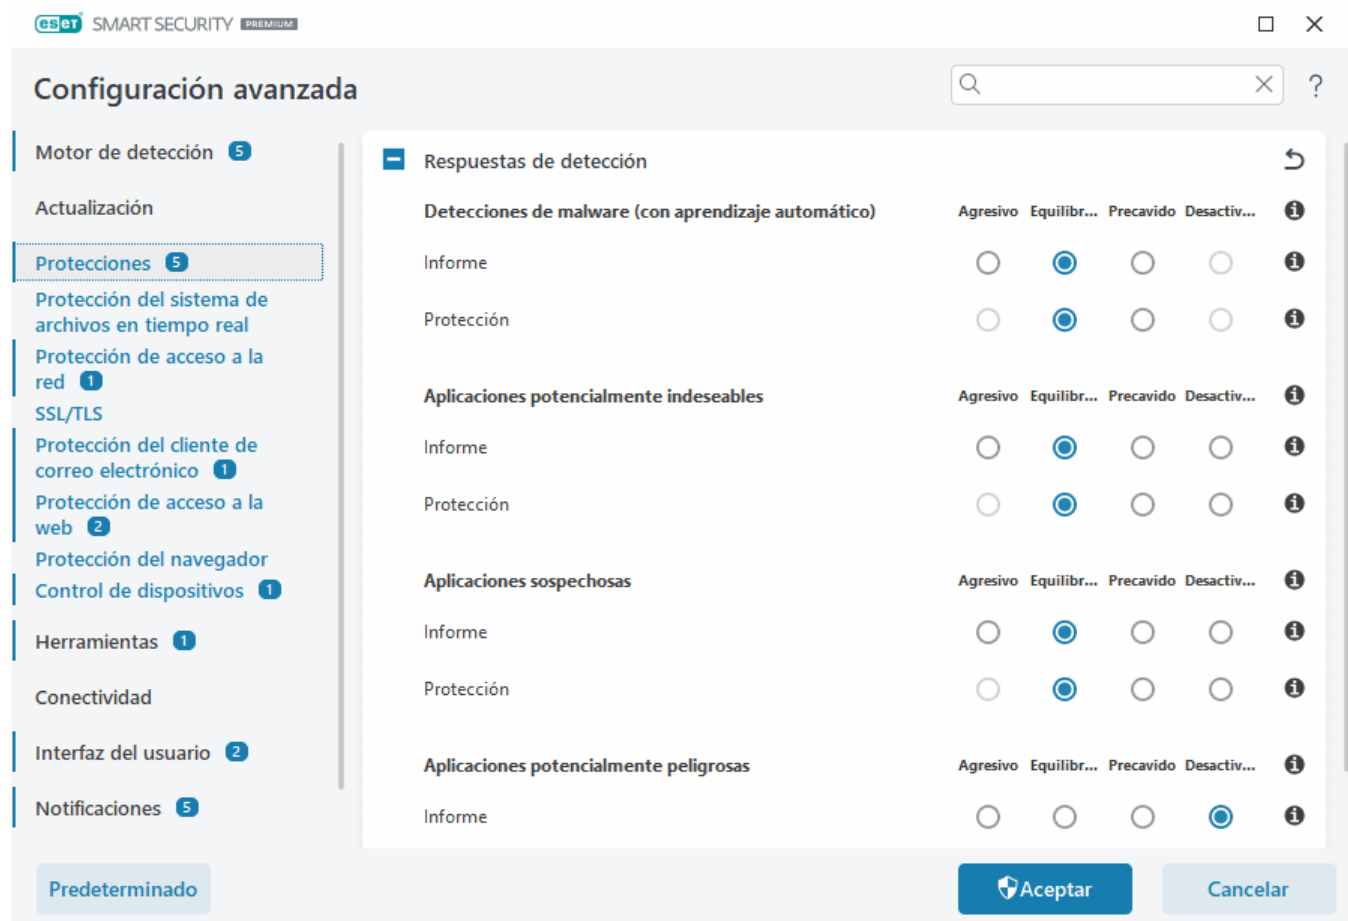 eset SMART SECURITY PREMIUM
Configuración avanzada
?
Motor de detección 5
Actualización
Protecciones 5
Protección del sistema de
archivos en tiempo real
Protección de acceso a la
red 1
SSL/TLS
Protección del cliente de
correo electrónico 1
Protección de acceso a la
web 2
Protección del navegador
Control de dispositivos 1
Herramientas 1
Conectividad
Interfaz del usuario 2
Notificaciones 5
Respuestas de detección
Detecciones de malware (con aprendizaje automático) Agresivo Equilibr... Precavido Desactiv...
Informe
Protección
Aplicaciones potencialmente indeseables Agresivo Equilibr... Precavido Desactiv...
Informe
Protección
Aplicaciones sospechosas Agresivo Equilibr... Precavido Desactiv...
Informe
Protección
Aplicaciones potencialmente peligrosas Agresivo Equilibr... Precavido Desactiv...
Informe
Predeterminado
Aceptar
Cancelar